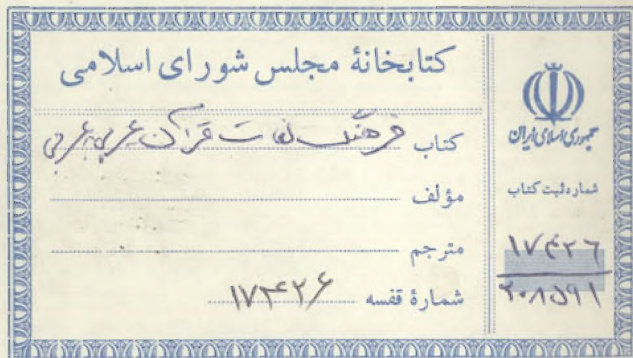 کتابخانهٔ مجلس شورای اسلامی
کتاب فرهنگ لغات قرآن عربی بعربی
مؤلف
مترجم
شمارهٔ قفسه ۱۷۴۲۶
جمهوری اسلامی ایران
شماره ثبت کتاب
۱۷۴۲۶
۲۰۸۵۹۱